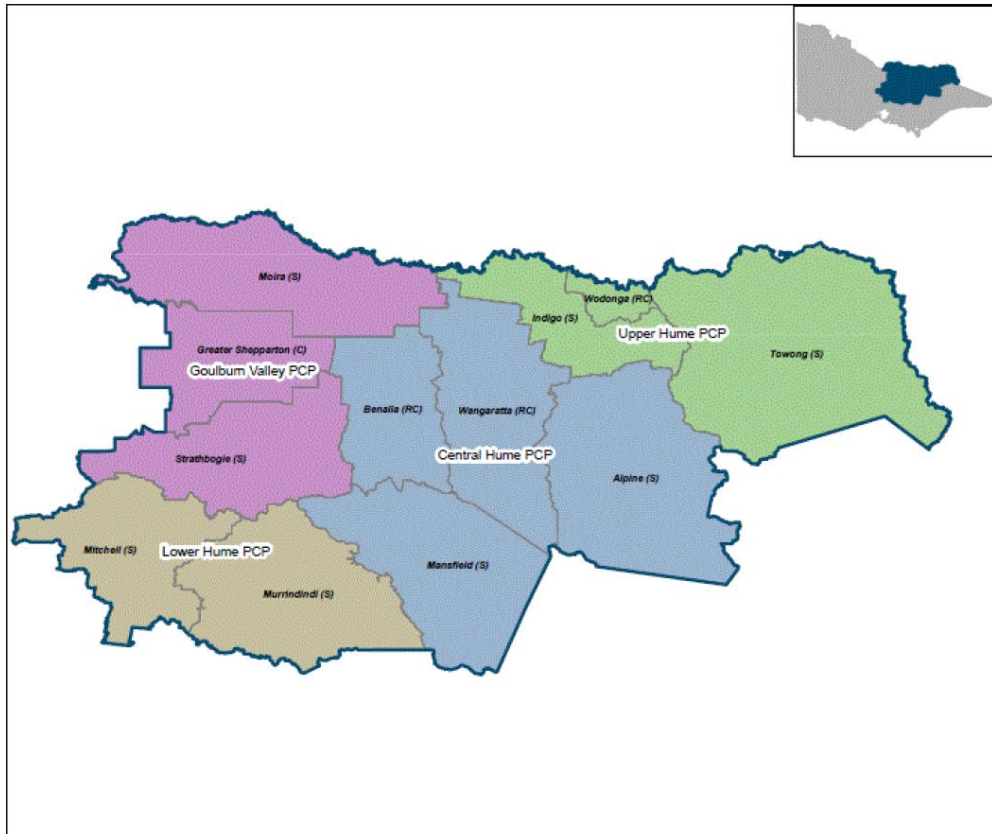 Moira (S)
Wodonga (RC)
Indigo (S)
Upper Hume PCP
Towong (S)
Greater Shepparton (C)
Goulburn Valley PCP
Benalla (RC)
Wangaratta (RC)
Strathbogie (S)
Central Hume PCP
Alpine (S)
Mitchell (S)
Lower Hume PCP
Mansfield (S)
Murrindindi (S)